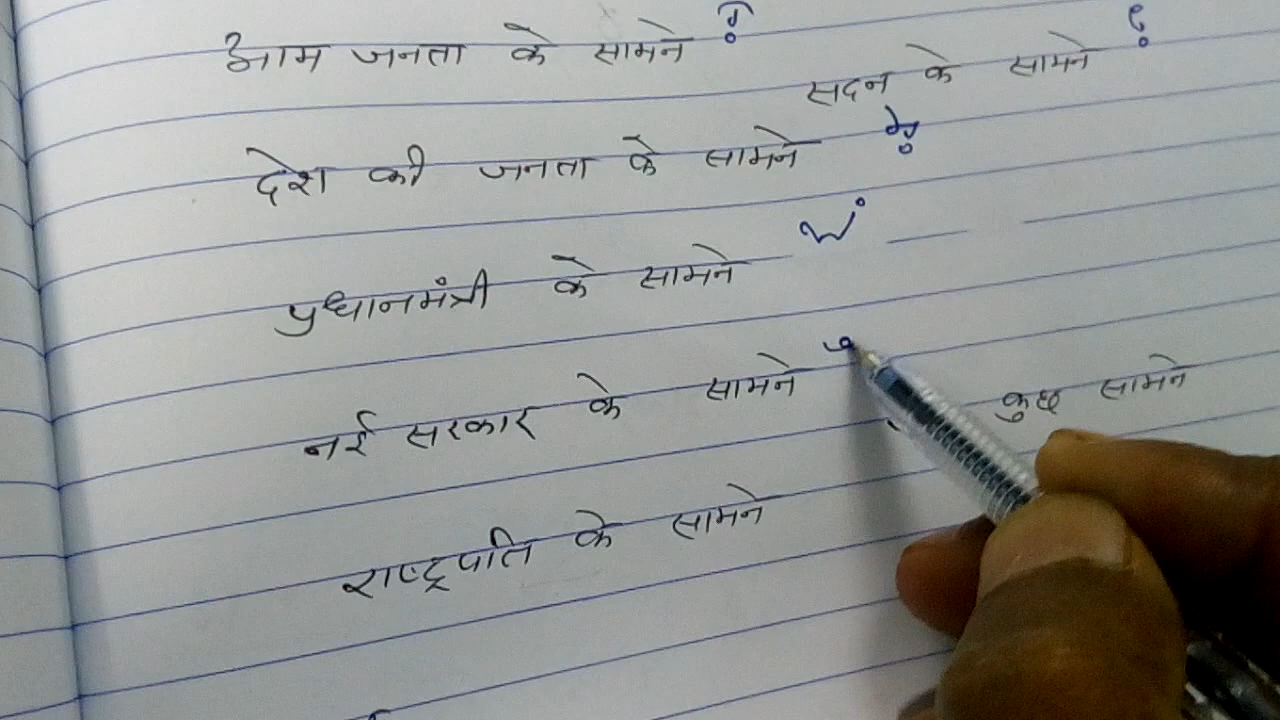 आम जनता के सामने
सदन के सामने
देश की जनता के सामने
प्रधानमंत्री के सामने
नई सरकार के सामने
कुछ सामने
राष्ट्रपति के सामने